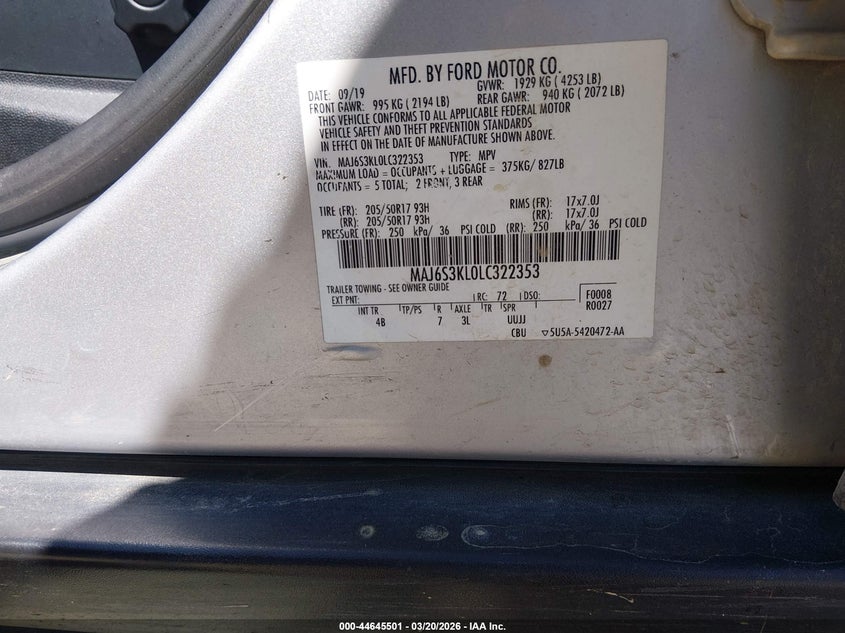 MFD. BY FORD MOTOR CO.
DATE: 09/19 GVWR: 1929 KG ( 4253 LB)
FRONT GAWR: 995 KG ( 2194 LB) REAR GAWR: 940 KG ( 2072 LB)
THIS VEHICLE CONFORMS TO ALL APPLICABLE FEDERAL MOTOR
VEHICLE SAFETY AND THEFT PREVENTION STANDARDS
IN EFFECT ON THE DATE OF MANUFACTURE SHOWN ABOVE.
VIN: MAJ6S3KL0LC322353 TYPE: MPV
MAXIMUM LOAD = OCCUPANTS + LUGGAGE = 375KG/ 827LB
OCCUPANTS = 5 TOTAL; 2 FRONT, 3 REAR
TIRE (FR): 205/50R17 93H RIMS (FR): 17x7.0J
(RR): 205/50R17 93H (RR): 17x7.0J
PRESSURE (FR): 250 kPa/ 36 PSI COLD (RR): 250 kPa/ 36 PSI COLD
MAJ6S3KL0LC322353
TRAILER TOWING - SEE OWNER GUIDE
EXT PNT: RC: 72 DSO: F0008
R0027
INT TR TP/PS R AXLE TR SPR
4B 7 3L UUJJ
CBU ▽5U5A-5420472-AA
000-44645501 | 03/20/2026 - IAA Inc.